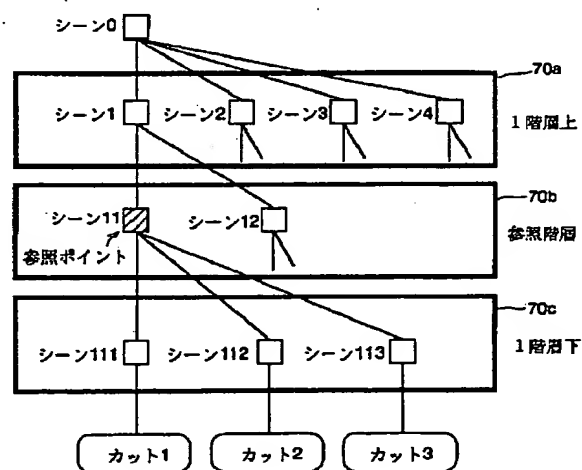 シーン0
70a
シーン1 シーン2 シーン3 シーン4
1階層上
70b
シーン11 シーン12
参照階層
参照ポイント
70c
シーン111 シーン112 シーン113
1階層下
カット1 カット2 カット3